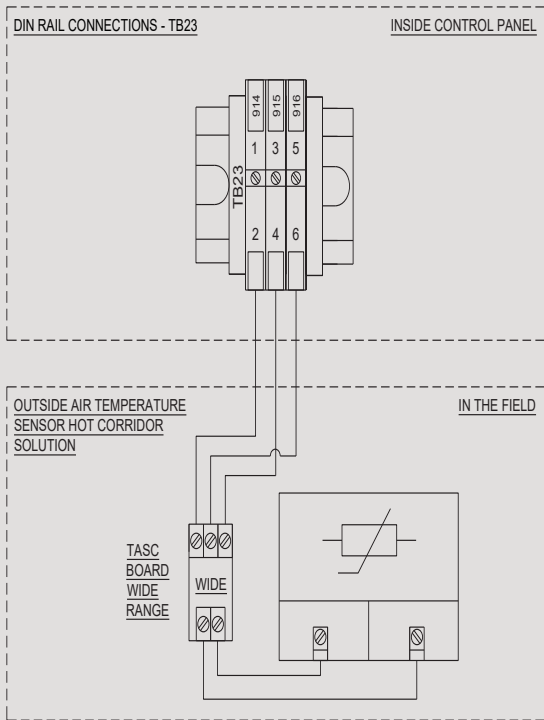 DIN RAIL CONNECTIONS - TB23
INSIDE CONTROL PANEL
914 915 916
1 3 5
TB23
2 4 6
OUTSIDE AIR TEMPERATURE
SENSOR HOT CORRIDOR
SOLUTION
IN THE FIELD
TASC
BOARD
WIDE
RANGE
WIDE